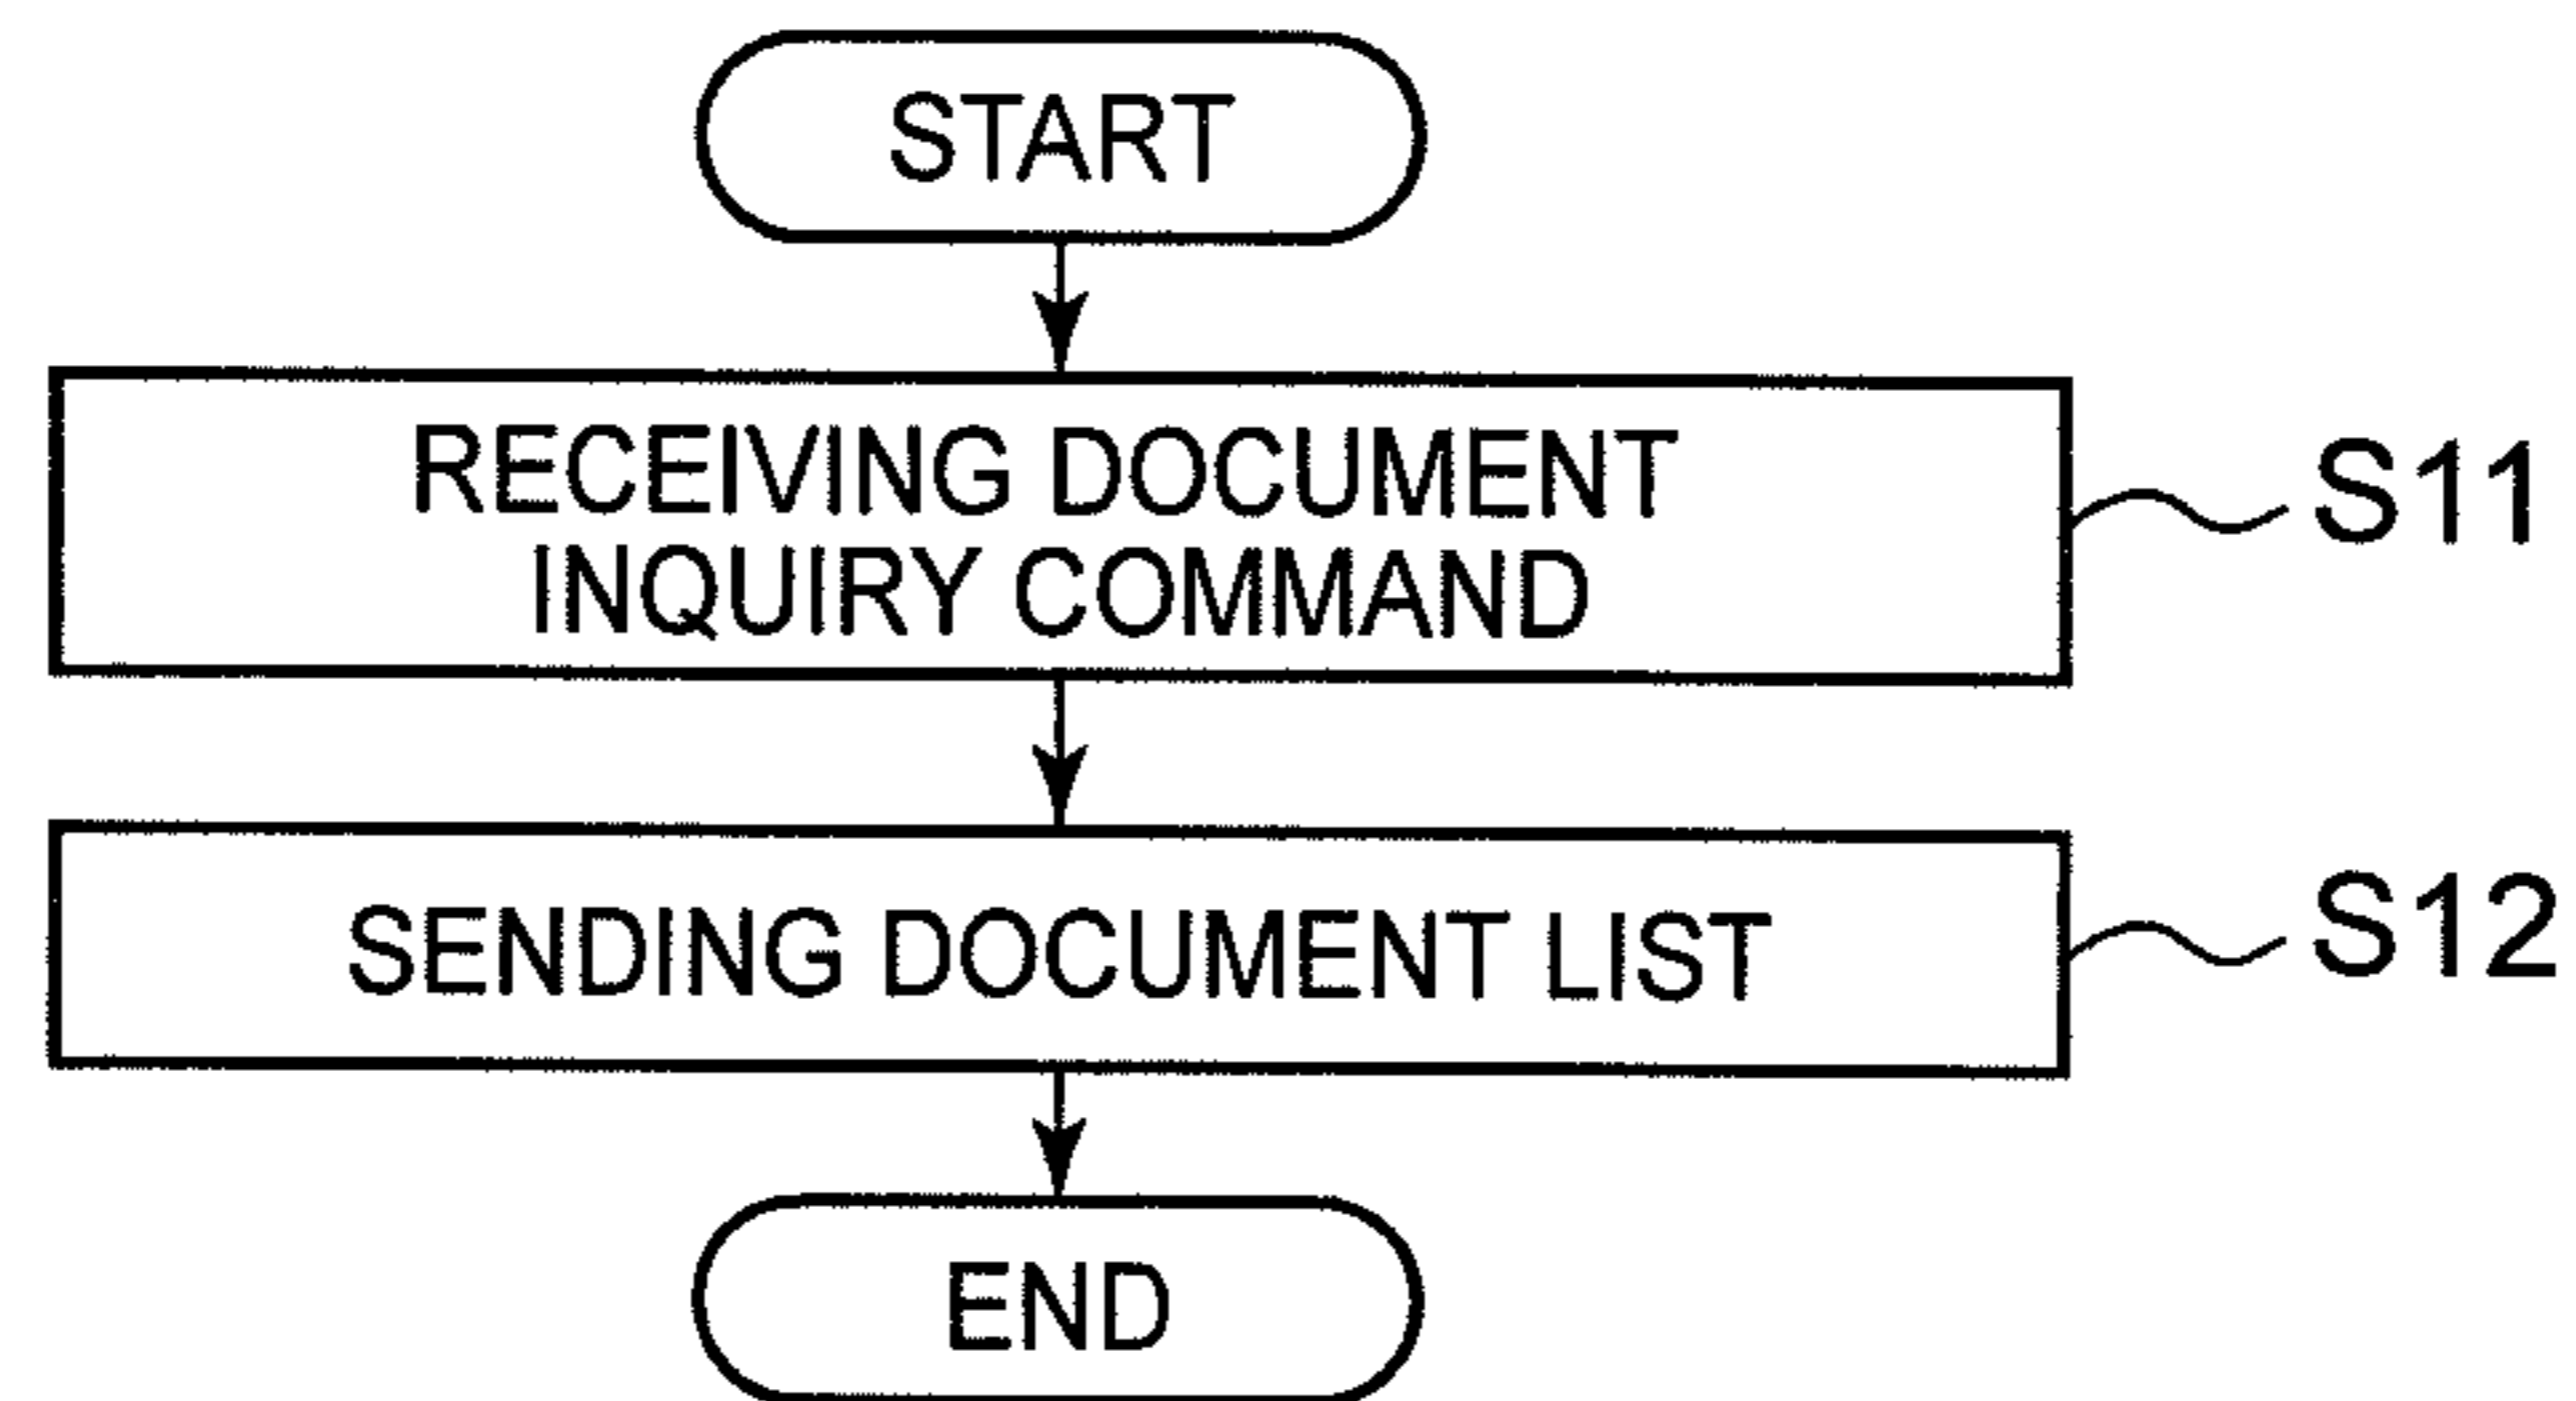 START
RECEIVING DOCUMENT
INQUIRY COMMAND
S11
SENDING DOCUMENT LIST
S12
END